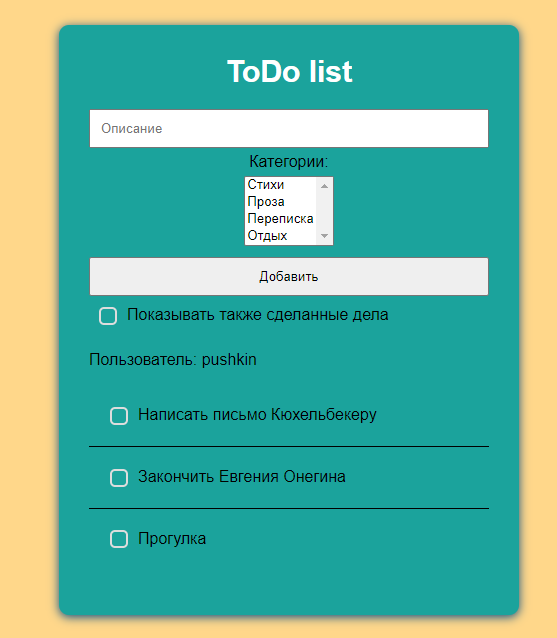 ToDo list
Описание
Категории:
Стихи
Проза
Переписка
Отдых
Добавить
Показывать также сделанные дела
Пользователь: pushkin
Написать письмо Кюхельбекеру
Закончить Евгения Онегина
Прогулка